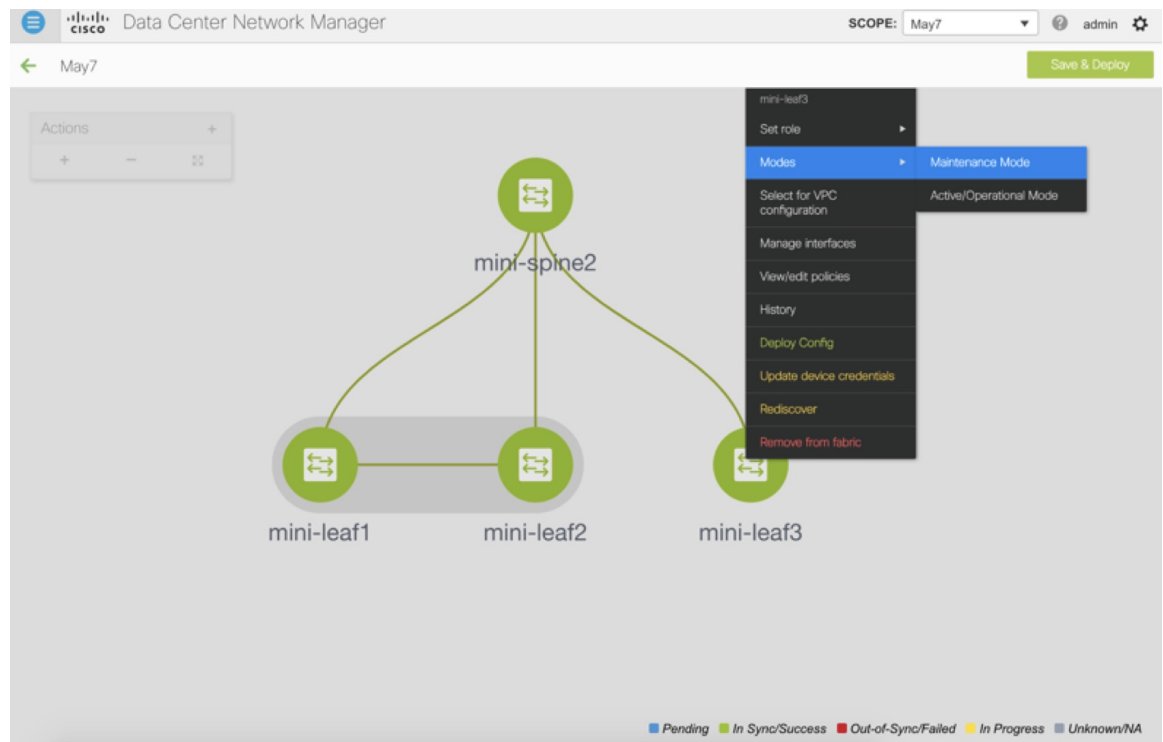 cisco Data Center Network Manager SCOPE: May7 admin
May7 Save & Deploy
Actions +
mini-leaf3
Set role
Modes Maintenance Mode
Select for VPC Active/Operational Mode
configuration
Manage interfaces
View/edit policies
History
Deploy Config
Update device credentials
Rediscover
Remove from fabric
mini-spine2
mini-leaf1 mini-leaf2 mini-leaf3
Pending In Sync/Success Out-of-Sync/Failed In Progress Unknown/NA